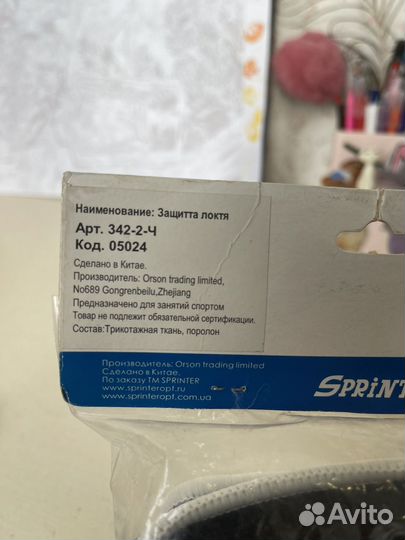 Наименование: Защитта локтя
Арт. 342-2-Ч
Код. 05024
Сделано в Китае.
Производитель: Orson trading limited,
No689 Gongrenbeilu,Zhejiang
Предназначено для занятий спортом
Товар не подлежит обязательной сертификации.
Состав:Трикотажная ткань, поролон
Производитель: Orson trading limited
Сделано в Китае.
По заказу ТМ SPRINTER
www.sprinteropt.ru
www.sprinteropt.com.ua
SPRiNT
Avito